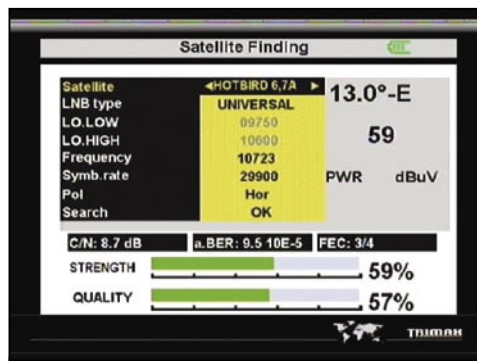 Satellite Finding
Satellite HOTBIRD 6,7A
LNB type UNIVERSAL
LO.LOW 09750
LO.HIGH 10600
Frequency 10723
Symb.rate 29900
Pol Hor
Search OK
13.0°-E
59
PWR dBuV
C/N: 8.7 dB a.BER: 9.5 10E-5 FEC: 3/4
STRENGTH 59%
QUALITY 57%
TRIMAX